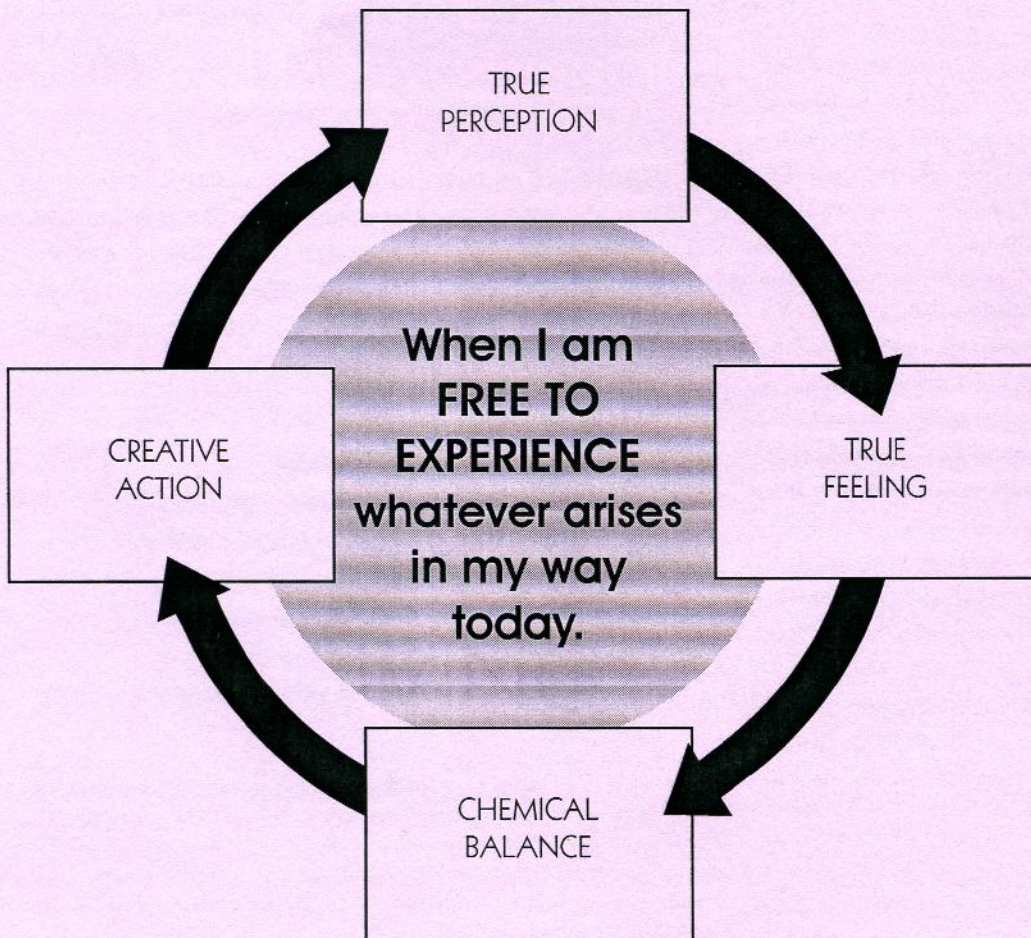 TRUE
PERCEPTION
When I am
FREE TO
EXPERIENCE
whatever arises
in my way
today.
CREATIVE
ACTION
TRUE
FEELING
CHEMICAL
BALANCE